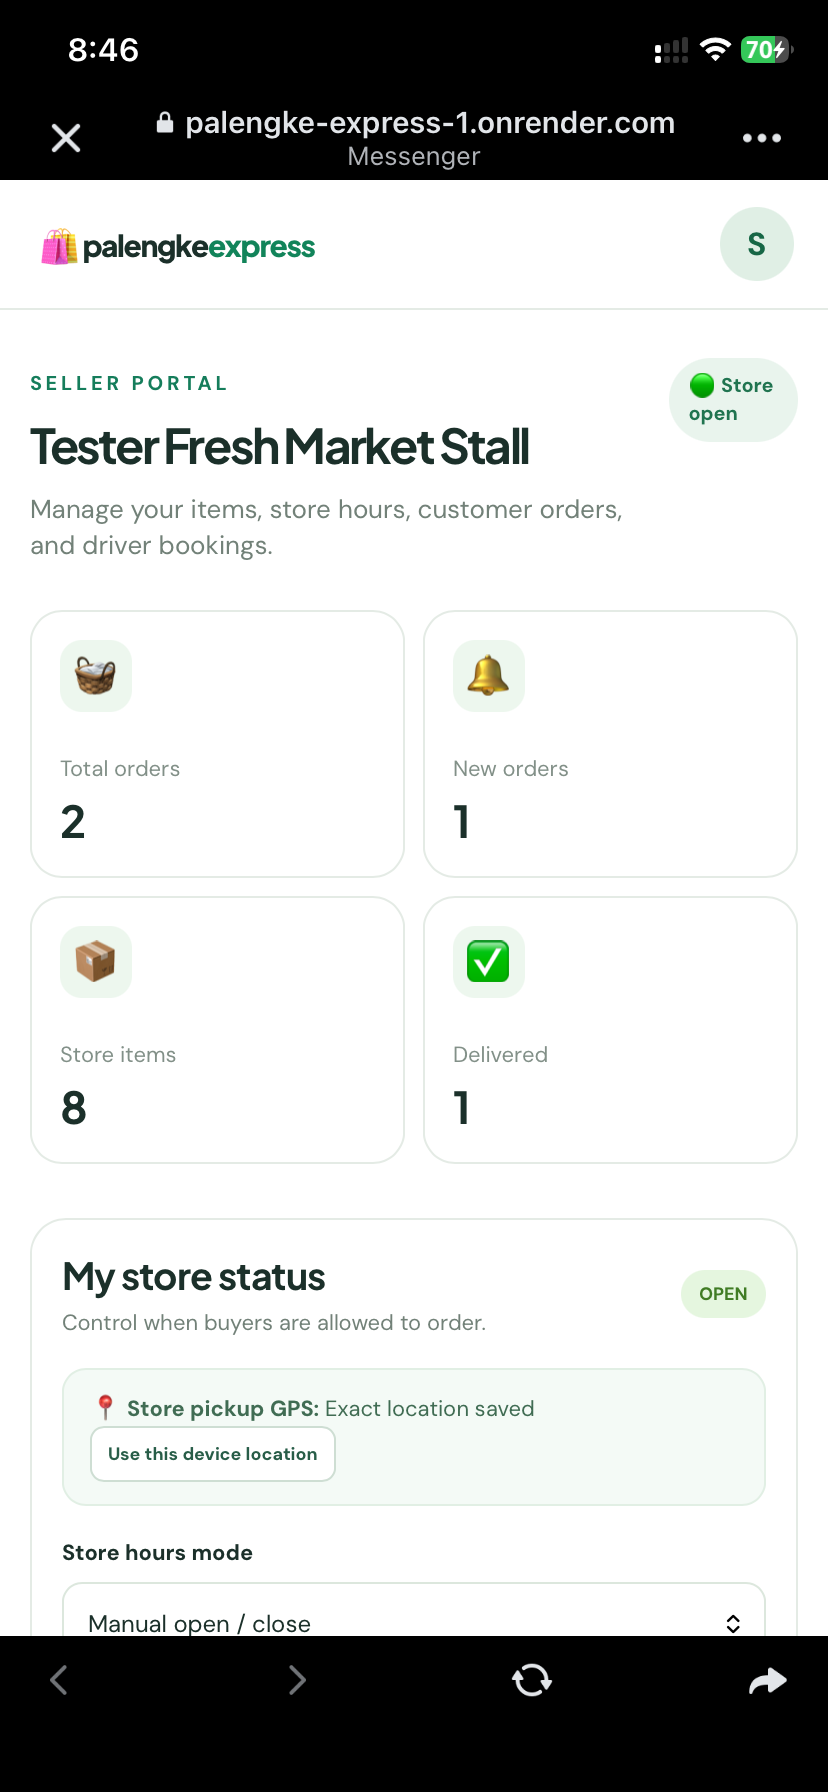 8:46
70
palengke-express-1.onrender.com
Messenger
palengkeexpress
S
SELLER PORTAL
Tester Fresh Market Stall
Store
open
Manage your items, store hours, customer orders,
and driver bookings.
Total orders
2
New orders
1
Store items
8
Delivered
1
My store status
OPEN
Control when buyers are allowed to order.
Store pickup GPS: Exact location saved
Use this device location
Store hours mode
Manual open / close